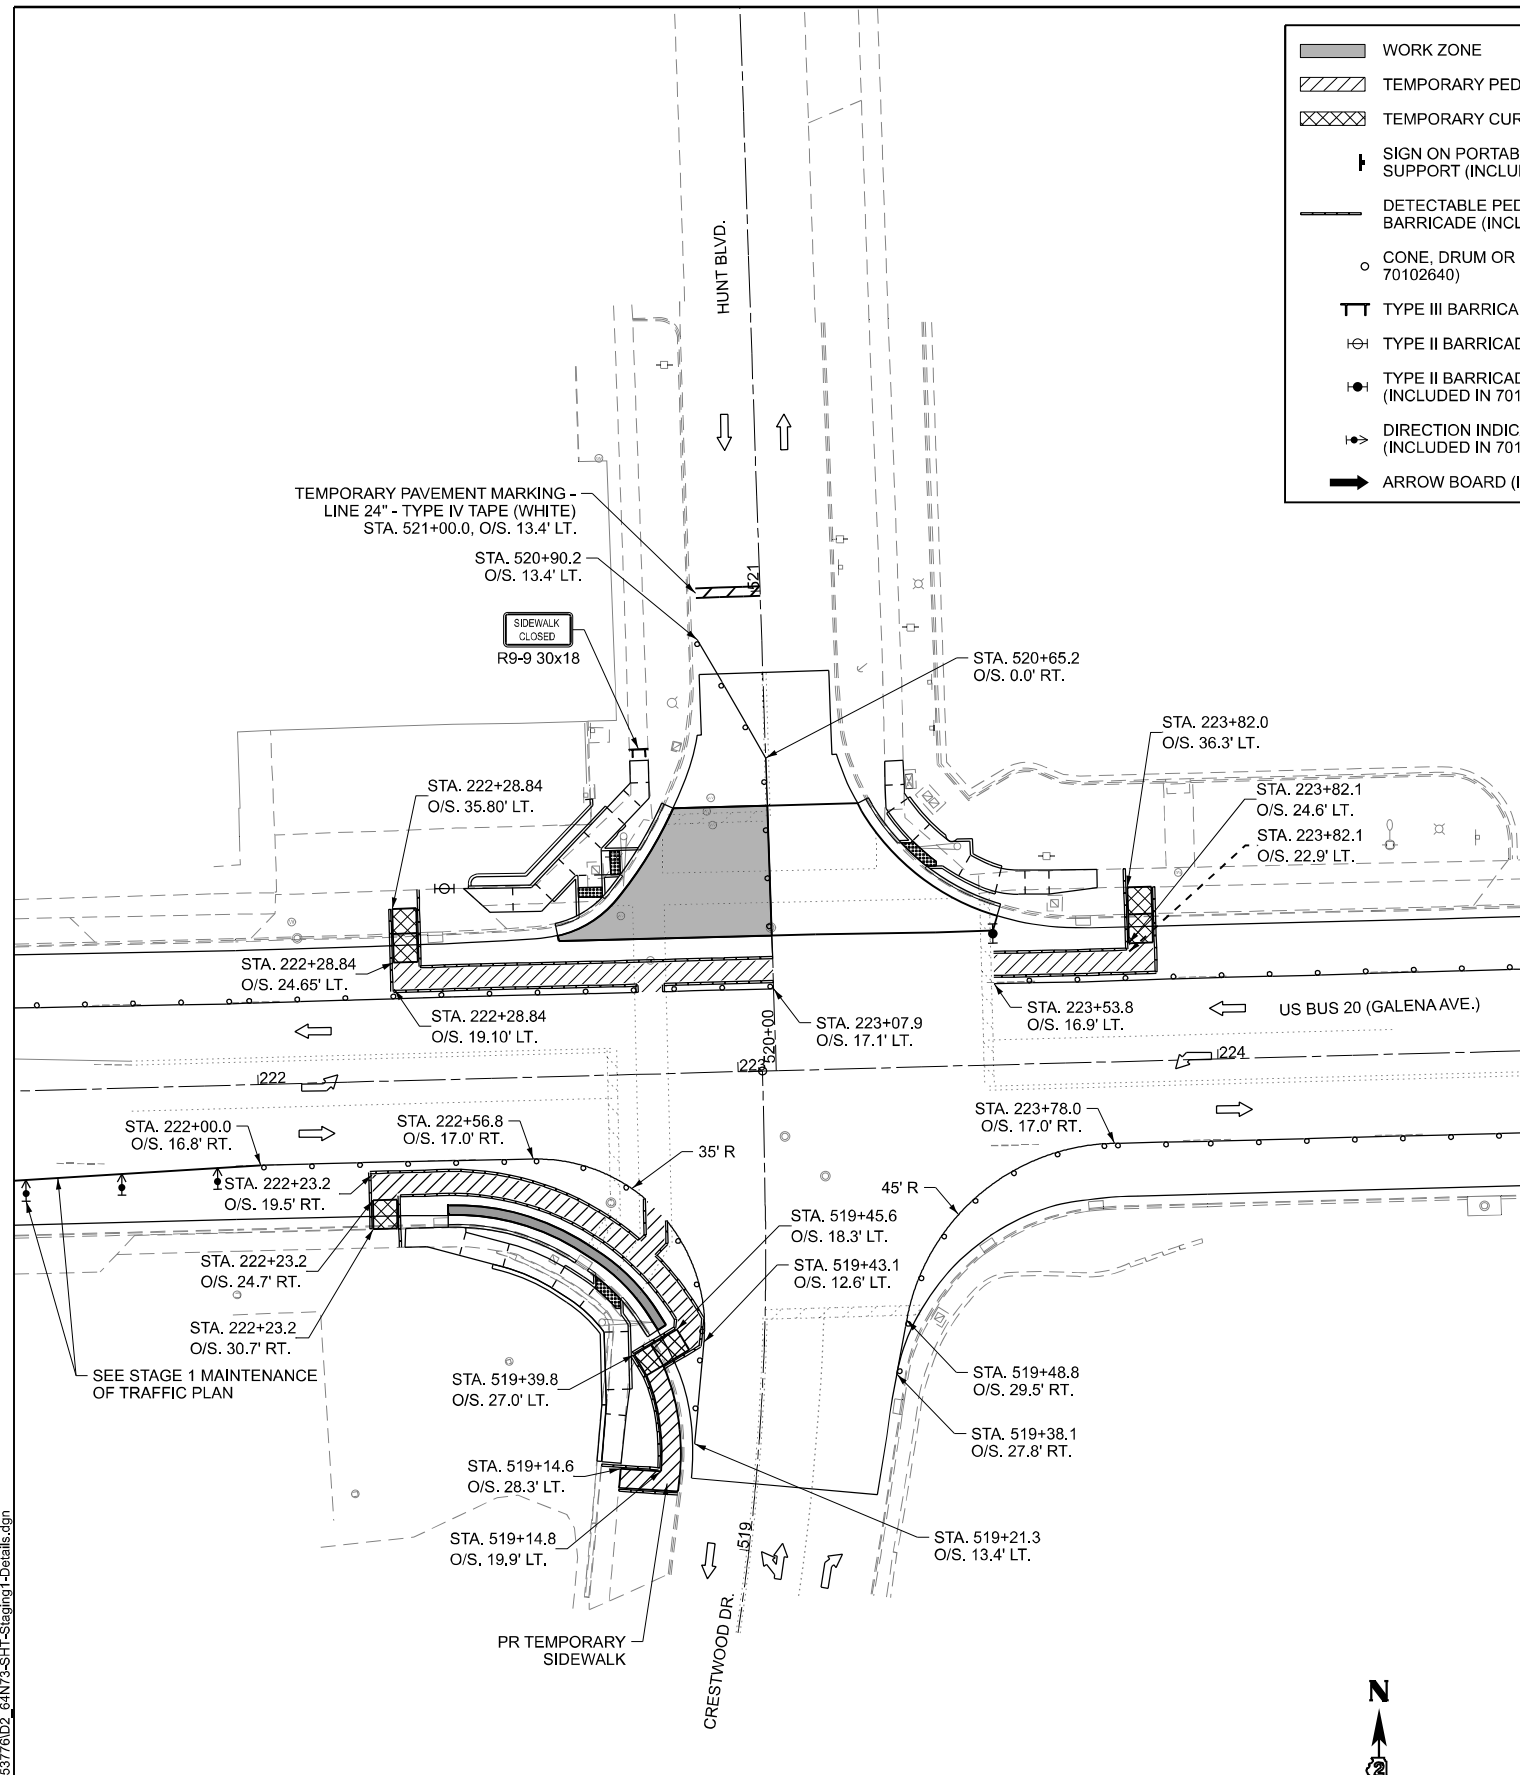 WORK ZONE
TEMPORARY PED
TEMPORARY CUR
SIGN ON PORTAB
SUPPORT (INCLU
DETECTABLE PED
BARRICADE (INCL
CONE, DRUM OR
70102640)
TYPE III BARRICA
TYPE II BARRICAD
TYPE II BARRICAD
(INCLUDED IN 701
DIRECTION INDIC
(INCLUDED IN 701
ARROW BOARD (I
HUNT BLVD.
TEMPORARY PAVEMENT MARKING -
LINE 24" - TYPE IV TAPE (WHITE)
STA. 521+00.0, O/S. 13.4' LT.
STA. 520+90.2
O/S. 13.4' LT.
521
SIDEWALK
CLOSED
R9-9 30x18
STA. 520+65.2
O/S. 0.0' RT.
STA. 223+82.0
O/S. 36.3' LT.
STA. 222+28.84
O/S. 35.80' LT.
STA. 223+82.1
O/S. 24.6' LT.
STA. 223+82.1
O/S. 22.9' LT.
STA. 222+28.84
O/S. 24.65' LT.
STA. 222+28.84
O/S. 19.10' LT.
STA. 223+07.9
O/S. 17.1' LT.
STA. 223+53.8
O/S. 16.9' LT.
US BUS 20 (GALENA AVE.)
520+00
222
223
224
STA. 222+00.0
O/S. 16.8' RT.
STA. 222+56.8
O/S. 17.0' RT.
STA. 223+78.0
O/S. 17.0' RT.
35' R
45' R
STA. 222+23.2
O/S. 19.5' RT.
STA. 519+45.6
O/S. 18.3' LT.
STA. 222+23.2
O/S. 24.7' RT.
STA. 519+43.1
O/S. 12.6' LT.
STA. 222+23.2
O/S. 30.7' RT.
SEE STAGE 1 MAINTENANCE
OF TRAFFIC PLAN
STA. 519+39.8
O/S. 27.0' LT.
STA. 519+48.8
O/S. 29.5' RT.
STA. 519+38.1
O/S. 27.8' RT.
STA. 519+14.6
O/S. 28.3' LT.
STA. 519+14.8
O/S. 19.9' LT.
519
STA. 519+21.3
O/S. 13.4' LT.
PR TEMPORARY
SIDEWALK
CRESTWOOD DR.
N
2
53776\D2_64N73-SHT-Staging1-Details.dgn